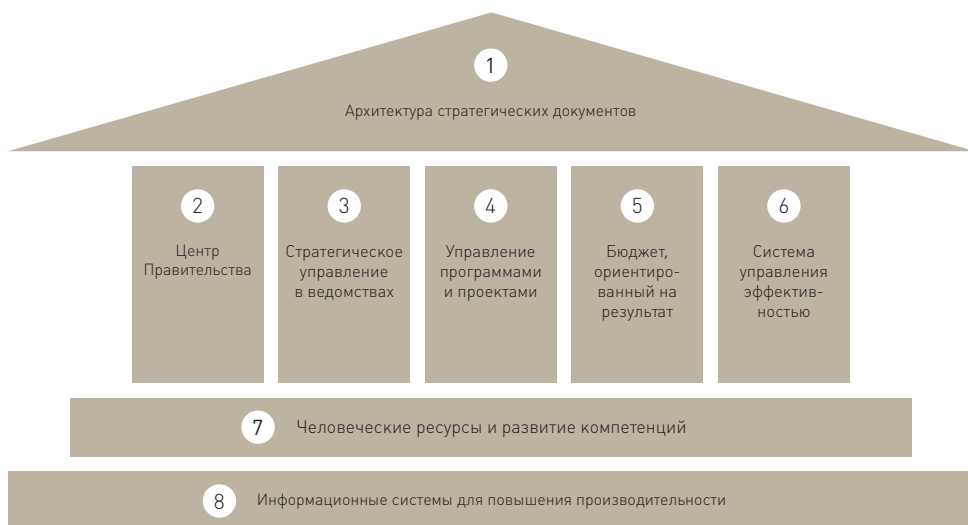 1
Архитектура стратегических документов
2
Центр
Правительства
3
Стратегическое
управление
в ведомствах
4
Управление
программами
и проектами
5
Бюджет,
ориентиро-
ванный на
результат
6
Система
управления
эффектив-
ностью
7 Человеческие ресурсы и развитие компетенций
8 Информационные системы для повышения производительности